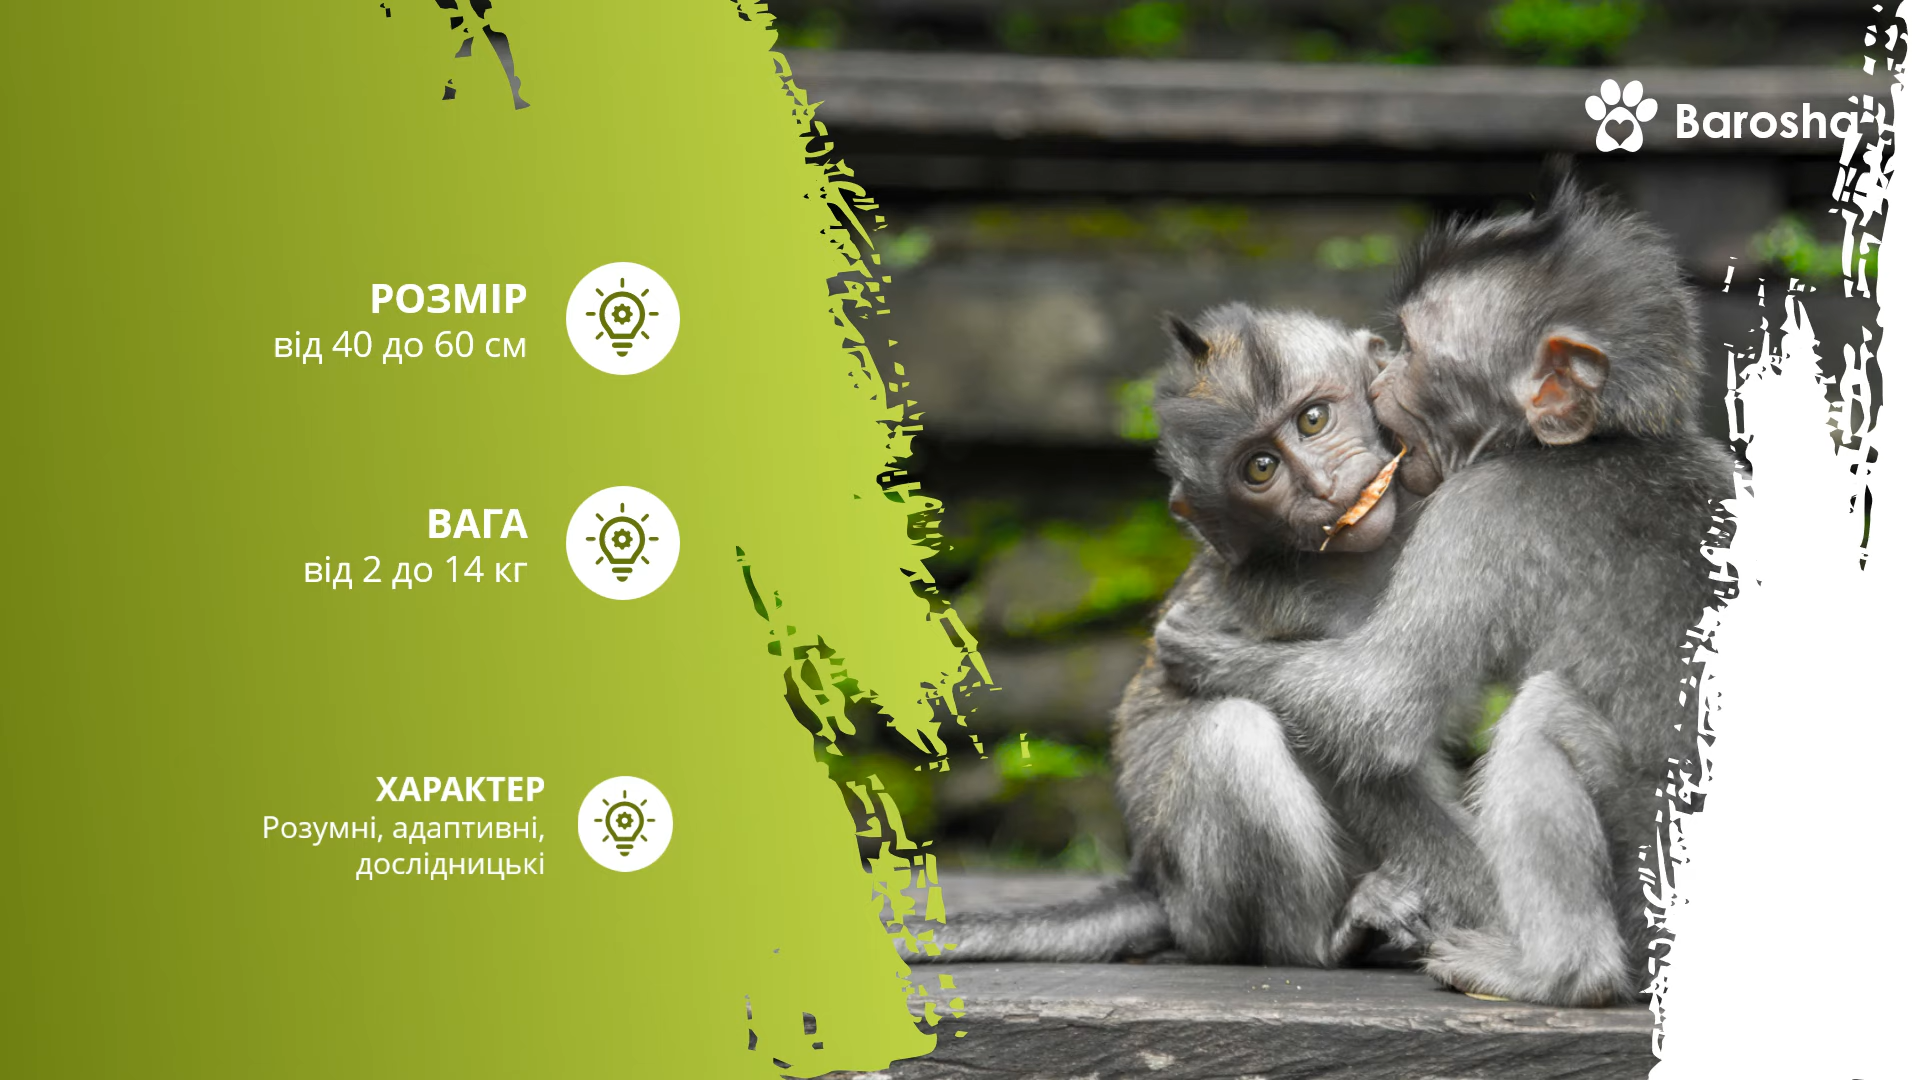 Barosha
РОЗМІР
від 40 до 60 см
ВАГА
від 2 до 14 кг
ХАРАКТЕР
Розумні, адаптивні,
дослідницькі